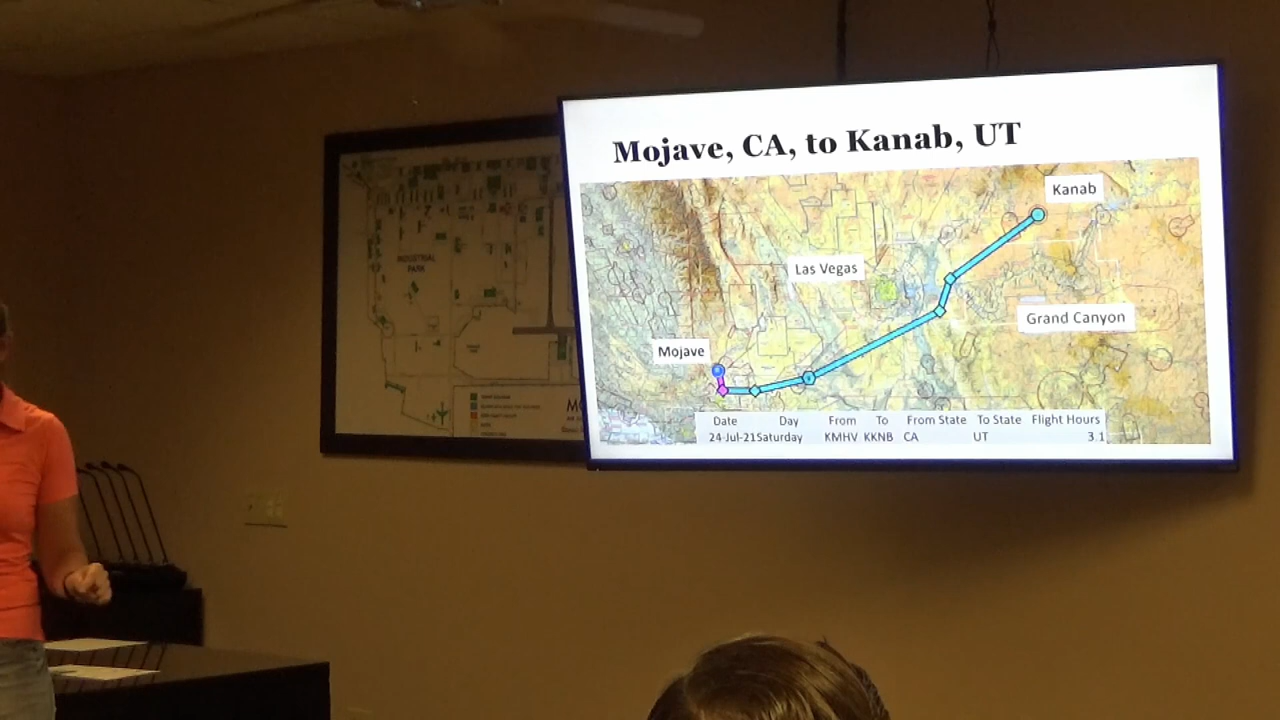 Mojave, CA, to Kanab, UT
Kanab
Las Vegas
Grand Canyon
Mojave
Date Day From To From State To State Flight Hours
24-Jul-21 Saturday KMHV KKNB CA UT 3.1
INDUSTRIAL
PARK